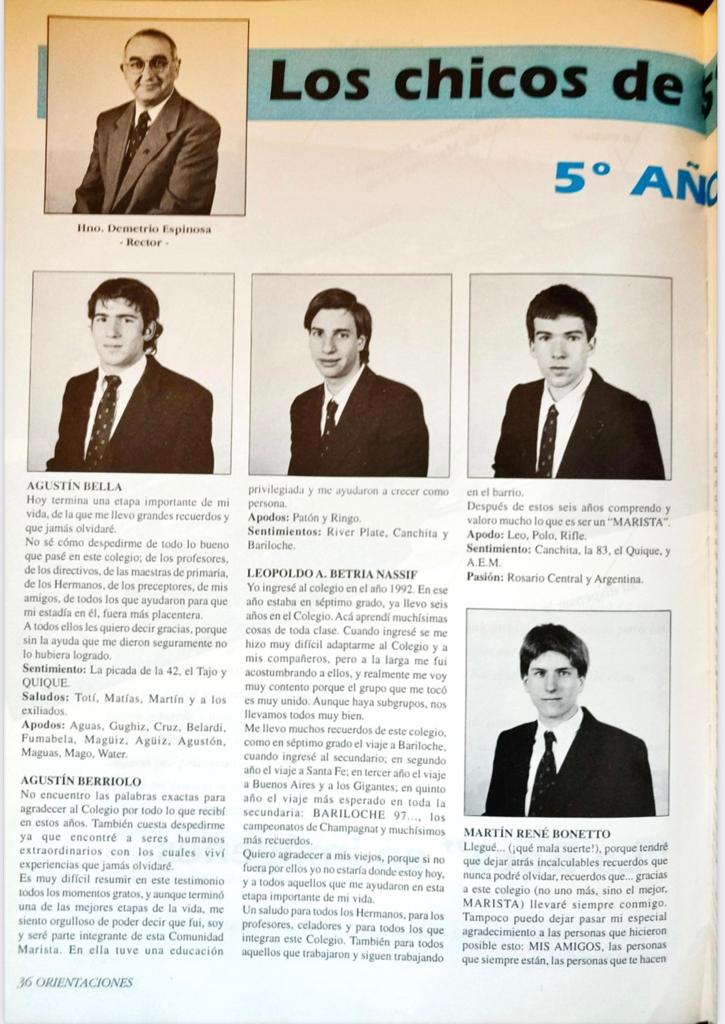 Los chicos de 5
5º AÑO
Hno. Demetrio Espinosa
- Rector -
AGUSTÍN BELLA
Hoy termina una etapa importante de mi
vida, de la que me llevo grandes recuerdos y
que jamás olvidaré.
No sé cómo despedirme de todo lo bueno
que pasé en este colegio; de los profesores,
de los directivos, de las maestras de primaria,
de los Hermanos, de los preceptores, de mis
amigos, de todos los que ayudaron para que
mi estadía en él, fuera más placentera.
A todos ellos les quiero decir gracias, porque
sin la ayuda que me dieron seguramente no
lo hubiera logrado.
Sentimiento: La picada de la 42, el Tajo y
QUIQUE.
Saludos: Totí, Matías, Martín y a los
exiliados.
Apodos: Aguas, Gughiz, Cruz, Belardi,
Fumabela, Magüiz, Agüiz, Agustón,
Maguas, Mago, Water.
AGUSTÍN BERRIOLO
No encuentro las palabras exactas para
agradecer al Colegio por todo lo que recibí
en estos años. También cuesta despedirme
ya que encontré a seres humanos
extraordinarios con los cuales viví
experiencias que jamás olvidaré.
Es muy difícil resumir en este testimonio
todos los momentos gratos, y aunque terminó
una de las mejores etapas de la vida, me
siento orgulloso de poder decir que fui, soy
y seré parte integrante de esta Comunidad
Marista. En ella tuve una educación
privilegiada y me ayudaron a crecer como
persona.
Apodos: Patón y Ringo.
Sentimientos: River Plate, Canchita y
Bariloche.
LEOPOLDO A. BETRIA NASSIF
Yo ingresé al colegio en el año 1992. En ese
año estaba en séptimo grado, ya llevo seis
años en el Colegio. Acá aprendí muchísimas
cosas de toda clase. Cuando ingresé se me
hizo muy difícil adaptarme al Colegio y a
mis compañeros, pero a la larga me fui
acostumbrando a ellos, y realmente me voy
muy contento porque el grupo que me tocó
es muy unido. Aunque haya subgrupos, nos
llevamos todos muy bien.
Me llevo muchos recuerdos de este colegio,
como en séptimo grado el viaje a Bariloche,
cuando ingresé al secundario; en segundo
año el viaje a Santa Fe; en tercer año el viaje
a Buenos Aires y a los Gigantes; en quinto
año el viaje más esperado en toda la
secundaria: BARILOCHE 97..., los
campeonatos de Champagnat y muchísimos
más recuerdos.
Quiero agradecer a mis viejos, porque si no
fuera por ellos yo no estaría donde estoy hoy,
y a todos aquellos que me ayudaron en esta
etapa importante de mi vida.
Un saludo para todos los Hermanos, para los
profesores, celadores y para todos los que
integran este Colegio. También para todos
aquellos que trabajaron y siguen trabajando
en el barrio.
Después de estos seis años comprendo y
valoro mucho lo que es ser un "MARISTA".
Apodo: Leo, Polo, Rifle.
Sentimiento: Canchita, la 83, el Quique, y
A.E.M.
Pasión: Rosario Central y Argentina.
MARTÍN RENÉ BONETTO
Llegué... (¡qué mala suerte!), porque tendré
que dejar atrás incalculables recuerdos que
nunca podré olvidar, recuerdos que... gracias
a este colegio (no uno más, sino el mejor,
MARISTA) llevaré siempre conmigo.
Tampoco puedo dejar pasar mi especial
agradecimiento a las personas que hicieron
posible esto: MIS AMIGOS, las personas
que siempre están, las personas que te hacen
36 ORIENTACIONES